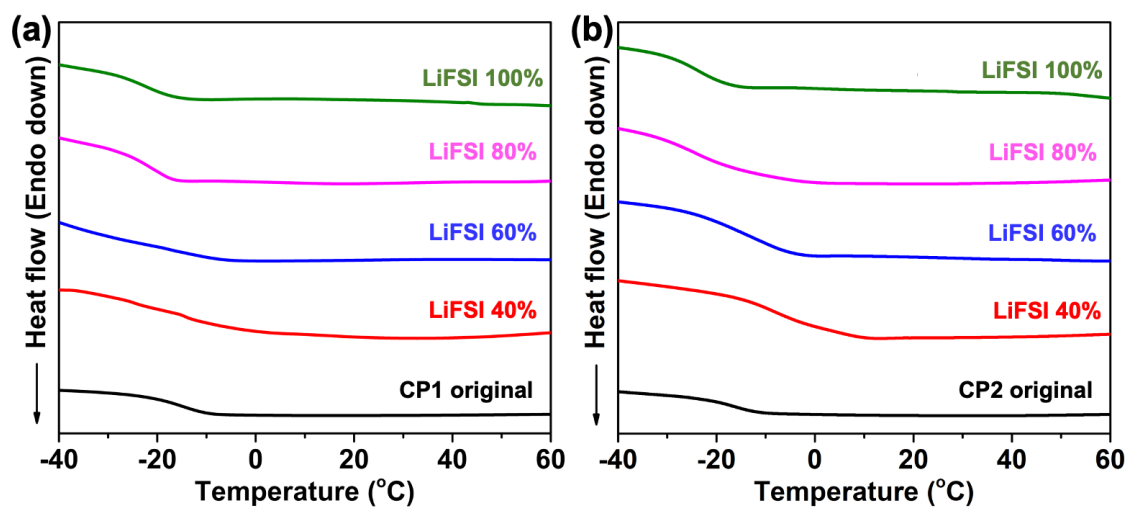 (a)
Heat flow (Endo down)
LiFSI 100%
LiFSI 80%
LiFSI 60%
LiFSI 40%
CP1 original
-40 -20 0 20 40 60
Temperature (°C)
(b)
Heat flow (Endo down)
LiFSI 100%
LiFSI 80%
LiFSI 60%
LiFSI 40%
CP2 original
-40 -20 0 20 40 60
Temperature (°C)